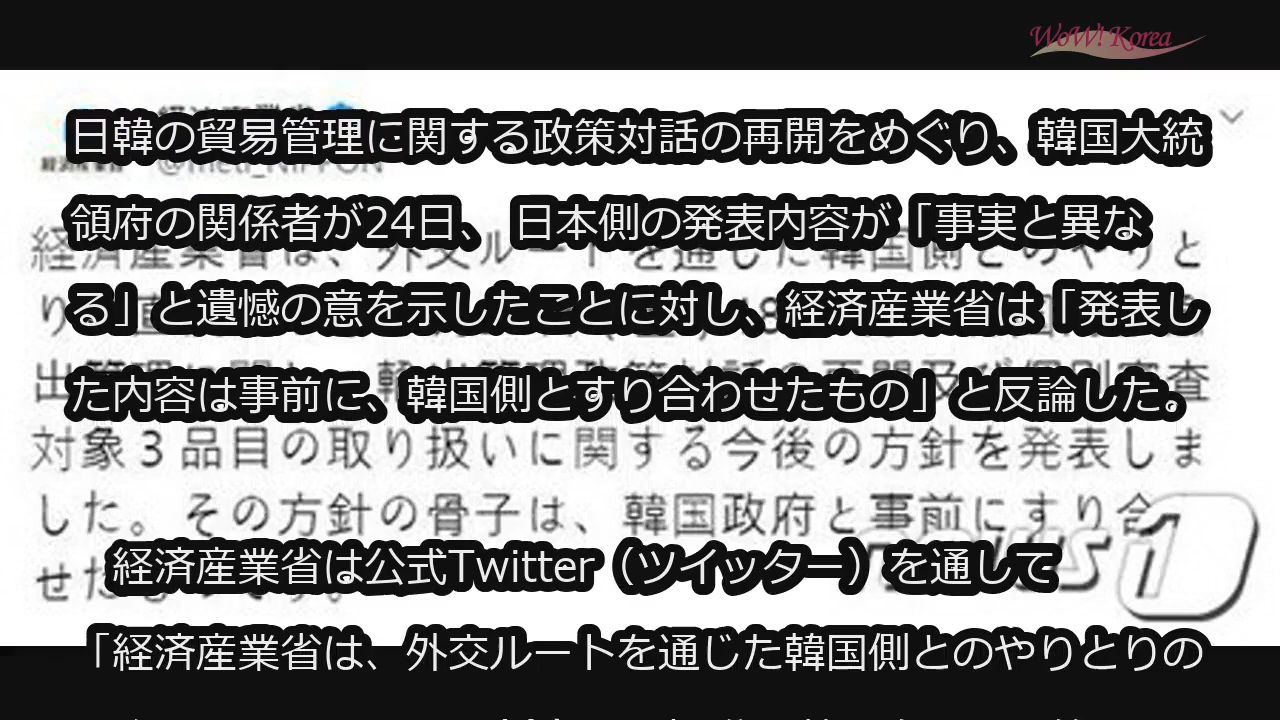 WoW! Korea
日韓の貿易管理に関する政策対話の再開をめぐり、韓国大統
領府の関係者が24日、 日本側の発表内容が「事実と異な
る」と遺憾の意を示したことに対し、経済産業省は「発表し
た内容は事前に、韓国側とすり合わせたもの」と反論した。
対象3品目の取り扱いに関する今後の方針を発表しま
した。その方針の骨子は、韓国政府と事前にすり合
経済産業省は公式Twitter（ツイッター）を通して
「経済産業省は、外交ルートを通じた韓国側とのやりとりの